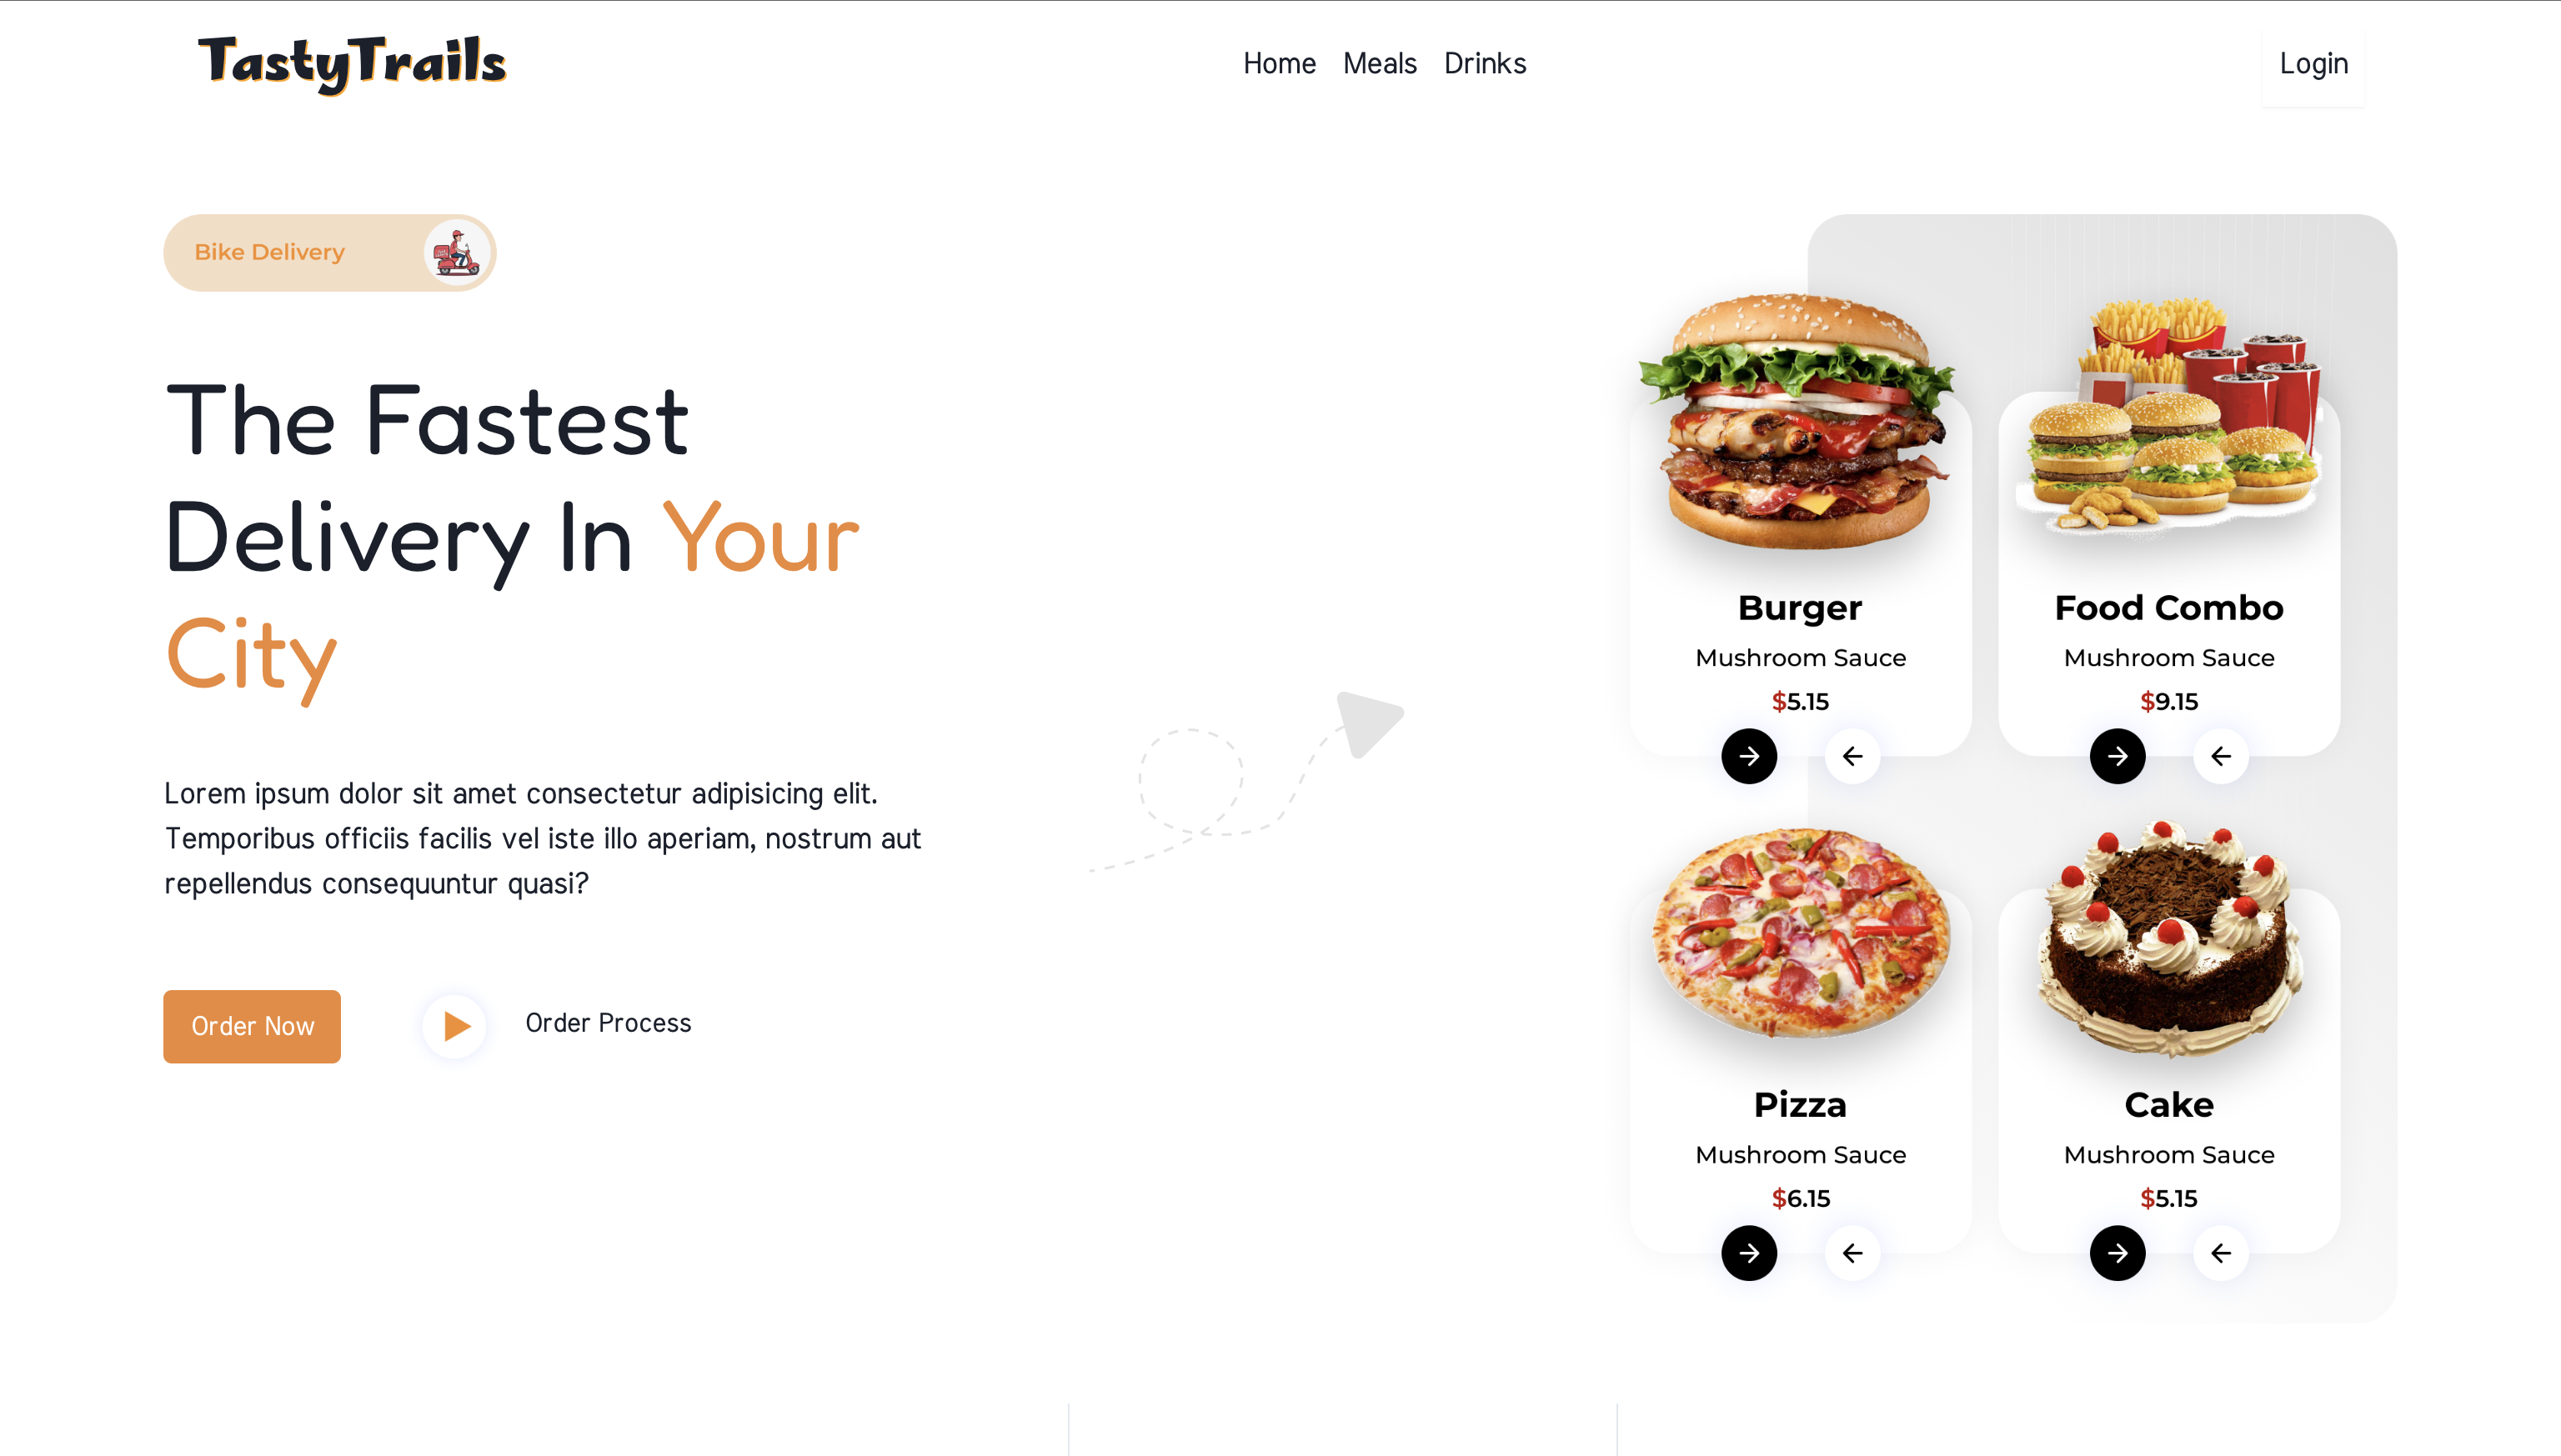 TastyTrails
Home Meals Drinks
Login
Bike Delivery
The Fastest
Delivery In Your
City
Lorem ipsum dolor sit amet consectetur adipisicing elit.
Temporibus officiis facilis vel iste illo aperiam, nostrum aut
repellendus consequuntur quasi?
Order Now
Order Process
Burger
Mushroom Sauce
$5.15
Food Combo
Mushroom Sauce
$9.15
Pizza
Mushroom Sauce
$6.15
Cake
Mushroom Sauce
$5.15